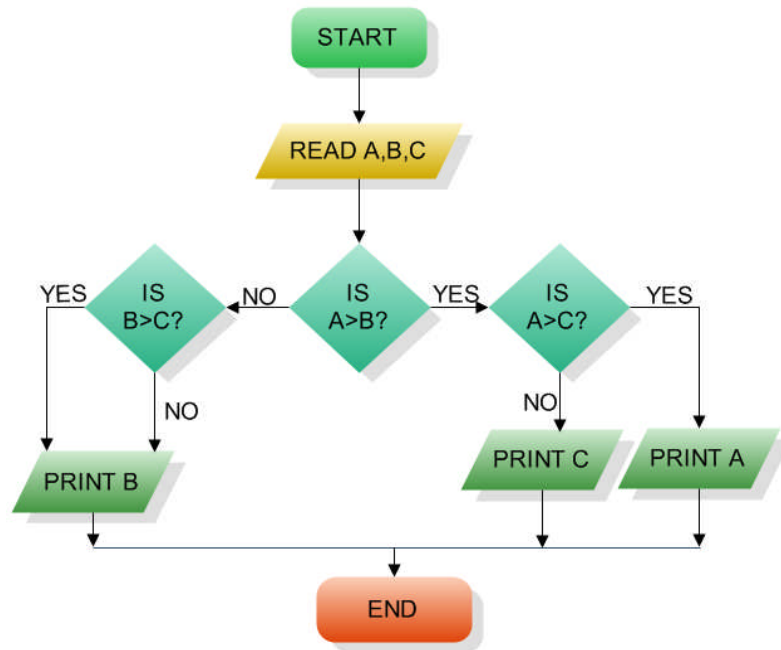 START
READ A,B,C
IS
A>B?
NO
YES
IS
B>C?
YES
NO
IS
A>C?
YES
NO
PRINT B
PRINT C
PRINT A
END